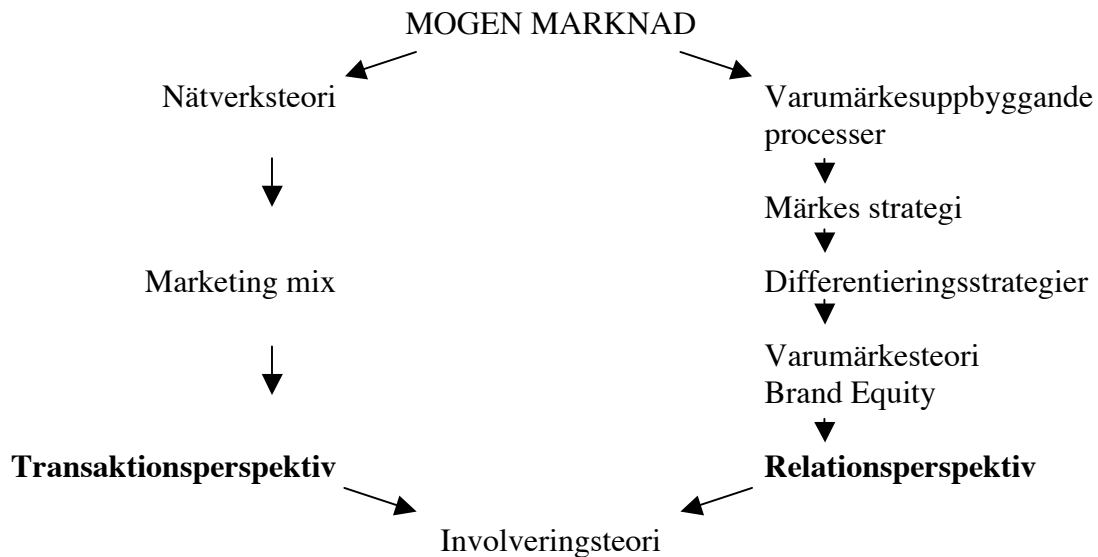 MOGEN MARKNAD
Nätverksteori
Varumärkesuppbyggande
processer
Märkes strategi
Marketing mix
Differentieringsstrategier
Varumärkesteori
Brand Equity
Transaktionsperspektiv
Relationsperspektiv
Involveringsteori